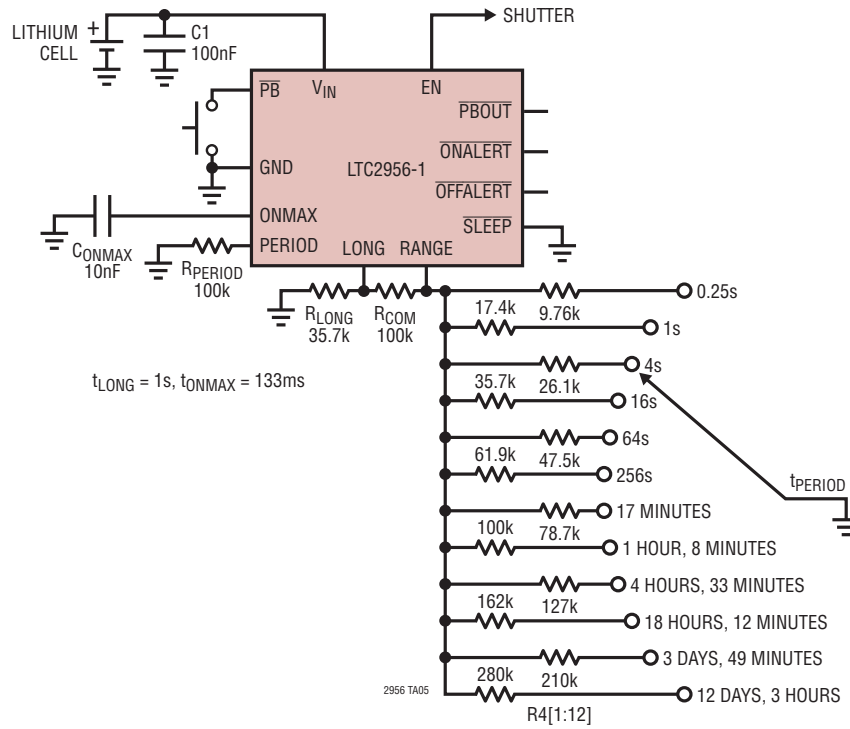 LITHIUM CELL
+
C1
100nF
SHUTTER
PB
VIN
EN
PBOUT
ONALERT
OFFALERT
SLEEP
GND
LTC2956-1
ONMAX
PERIOD
LONG
RANGE
CONMAX
10nF
RPERIOD
100k
RLONG
35.7k
RCOM
100k
tLONG = 1s, tONMAX = 133ms
0.25s
17.4k
9.76k
1s
4s
35.7k
26.1k
16s
64s
61.9k
47.5k
256s
tPERIOD
17 MINUTES
100k
78.7k
1 HOUR, 8 MINUTES
4 HOURS, 33 MINUTES
162k
127k
18 HOURS, 12 MINUTES
3 DAYS, 49 MINUTES
280k
210k
12 DAYS, 3 HOURS
2956 TA05
R4[1:12]